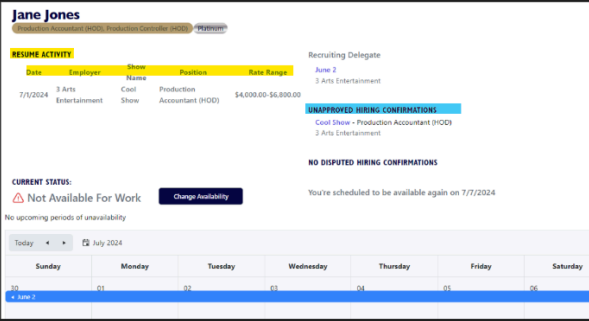 Jane Jones
Production Accountant (HOD), Production Controller (HOD) Platinum
RESUME ACTIVITY
Date Employer Show Name Position Rate Range
7/1/2024 3 Arts Entertainment Cool Show Production Accountant (HOD) $4,000.00-$6,800.00
Recruiting Delegate
June 2
3 Arts Entertainment
UNAPPROVED HIRING CONFIRMATIONS
Cool Show - Production Accountant (HOD)
3 Arts Entertainment
NO DISPUTED HIRING CONFIRMATIONS
CURRENT STATUS:
Not Available For Work
Change Availability
You're scheduled to be available again on 7/7/2024
No upcoming periods of unavailability
Today July 2024
Sunday Monday Tuesday Wednesday Thursday Friday Saturday
30 01 02 03 04 05 06
June 2